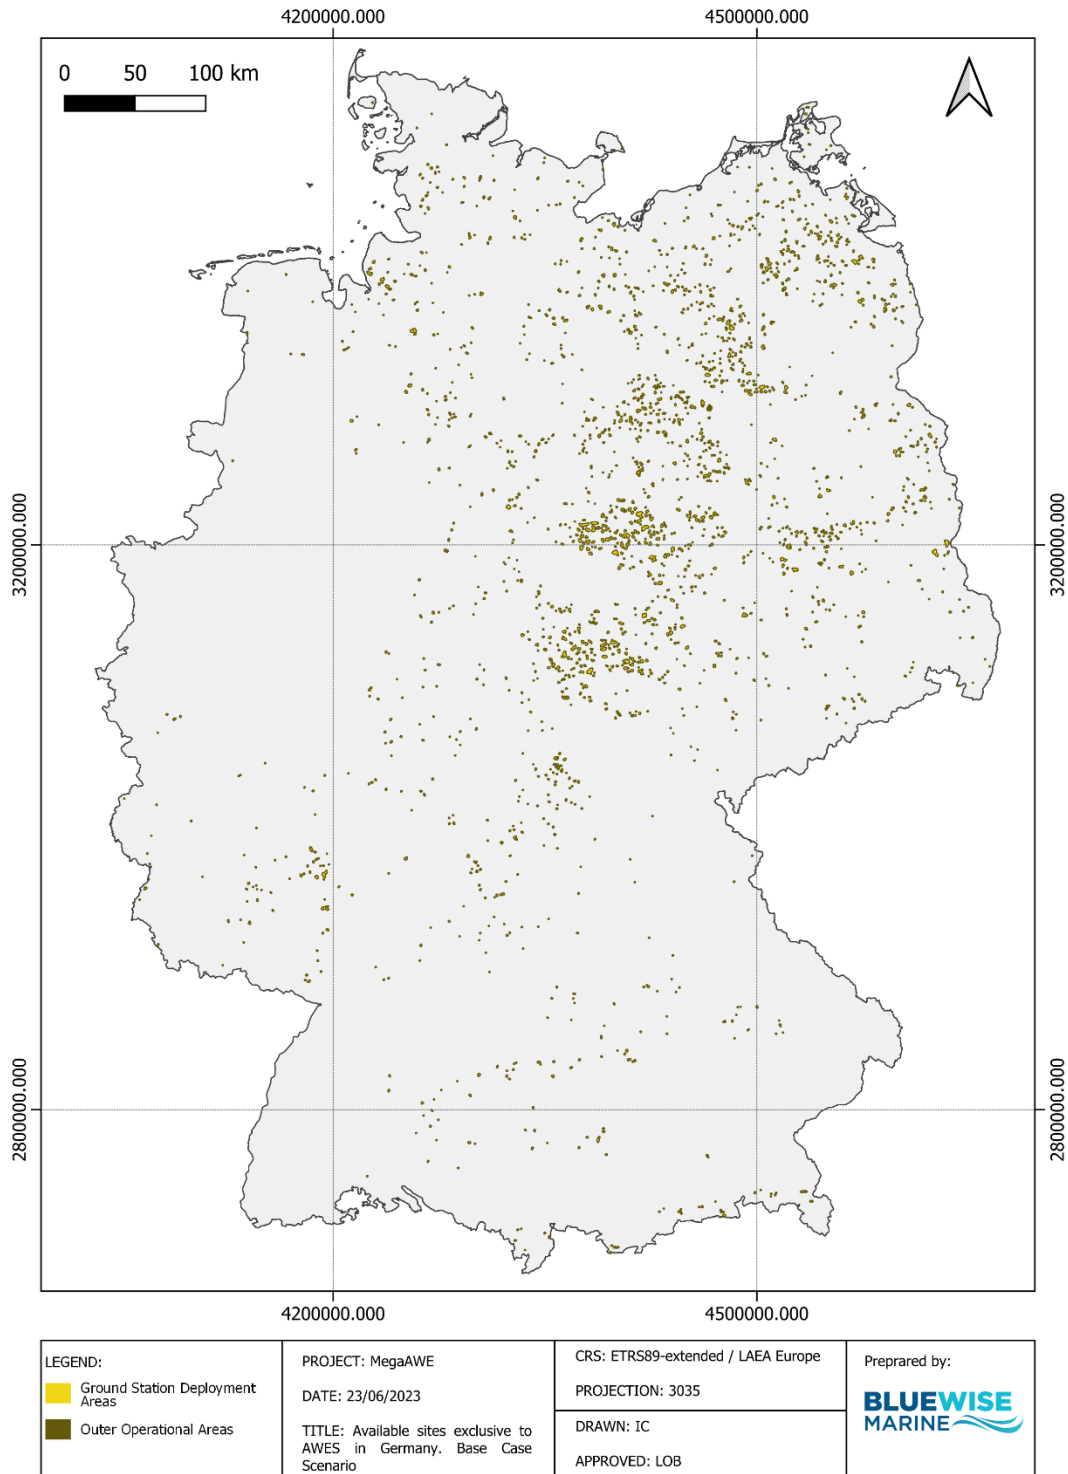 4200000.000 4500000.000
0 50 100 km
3200000.000 3200000.000
2800000.000 2800000.000
4200000.000 4500000.000
LEGEND:
Ground Station Deployment
Areas
Outer Operational Areas
PROJECT: MegaAWE
DATE: 23/06/2023
TITLE: Available sites exclusive to
AWES in Germany. Base Case
Scenario
CRS: ETRS89-extended / LAEA Europe
PROJECTION: 3035
DRAWN: IC
APPROVED: LOB
Preprared by:
BLUEWISE
MARINE